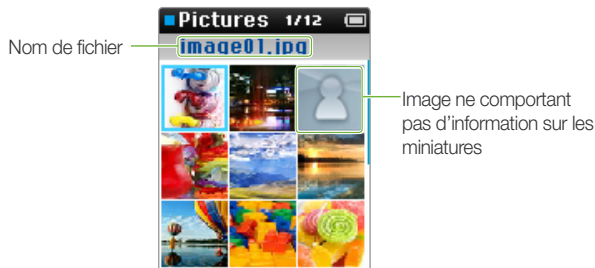 Pictures 1/12
Nom de fichier
image01.jpg
Image ne comportant
pas d'information sur les
miniatures